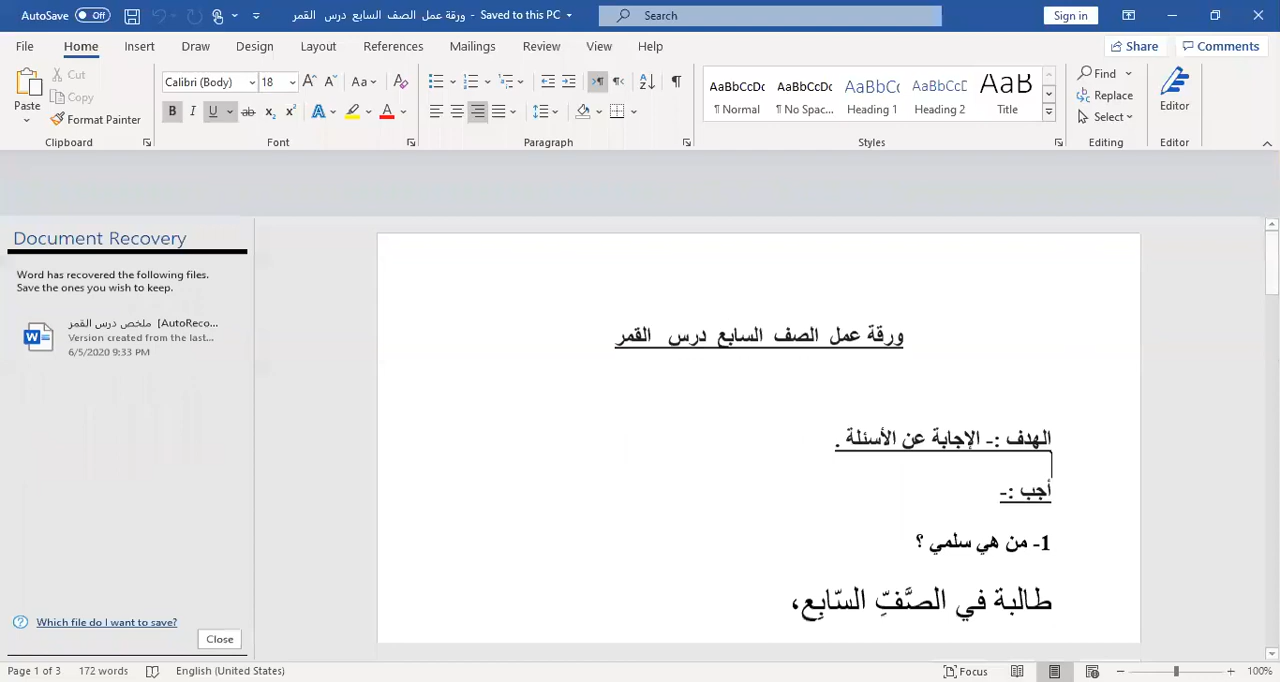 AutoSave Off ورقة عمل الصف السابع درس القمر - Saved to this PC Search Sign in
File Home Insert Draw Design Layout References Mailings Review View Help Share Comments
Paste Cut Copy Format Painter Clipboard
Calibri (Body) 18 A A Aa A B I U ab x₂ x² A A Font
Paragraph
AaBbCcDc ¶ Normal AaBbCcDc ¶ No Spac... AaBbCc Heading 1 AaBbCcD Heading 2 AaB Title Styles
Find Replace Select Editing
Editor Editor
Document Recovery
Word has recovered the following files.
Save the ones you wish to keep.
ملخص درس القمر [AutoReco...
Version created from the last...
6/5/2020 9:33 PM
Which file do I want to save?
Close
ورقة عمل الصف السابع درس القمر
الهدف :- الإجابة عن الأسئلة .
أجب :-
1- من هي سلمي ؟
طالبة في الصَّفِّ السّابِع،
Page 1 of 3 172 words English (United States) Focus 100%